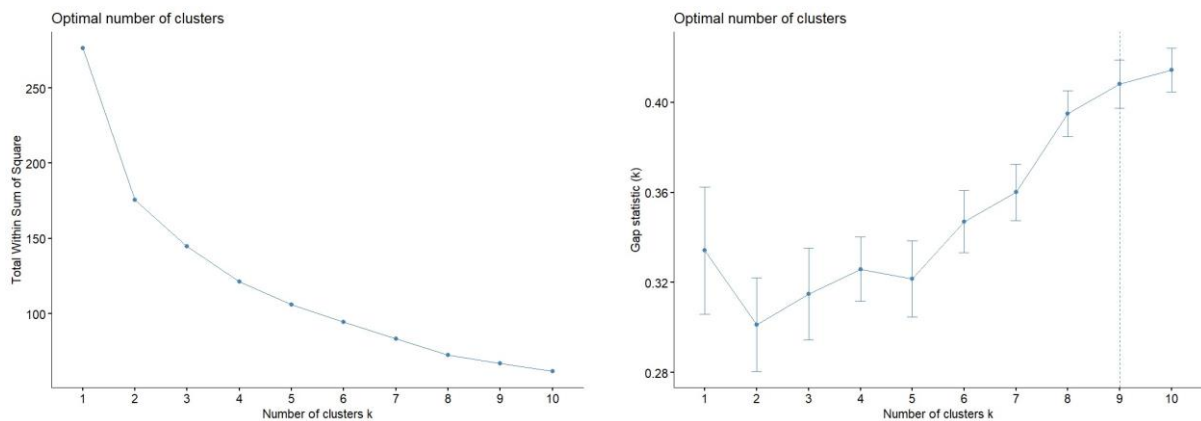 Optimal number of clusters
250
200
150
100
Total Within Sum of Square
1 2 3 4 5 6 7 8 9 10
Number of clusters k
Optimal number of clusters
0.40
0.36
0.32
0.28
Gap statistic (k)
1 2 3 4 5 6 7 8 9 10
Number of clusters k